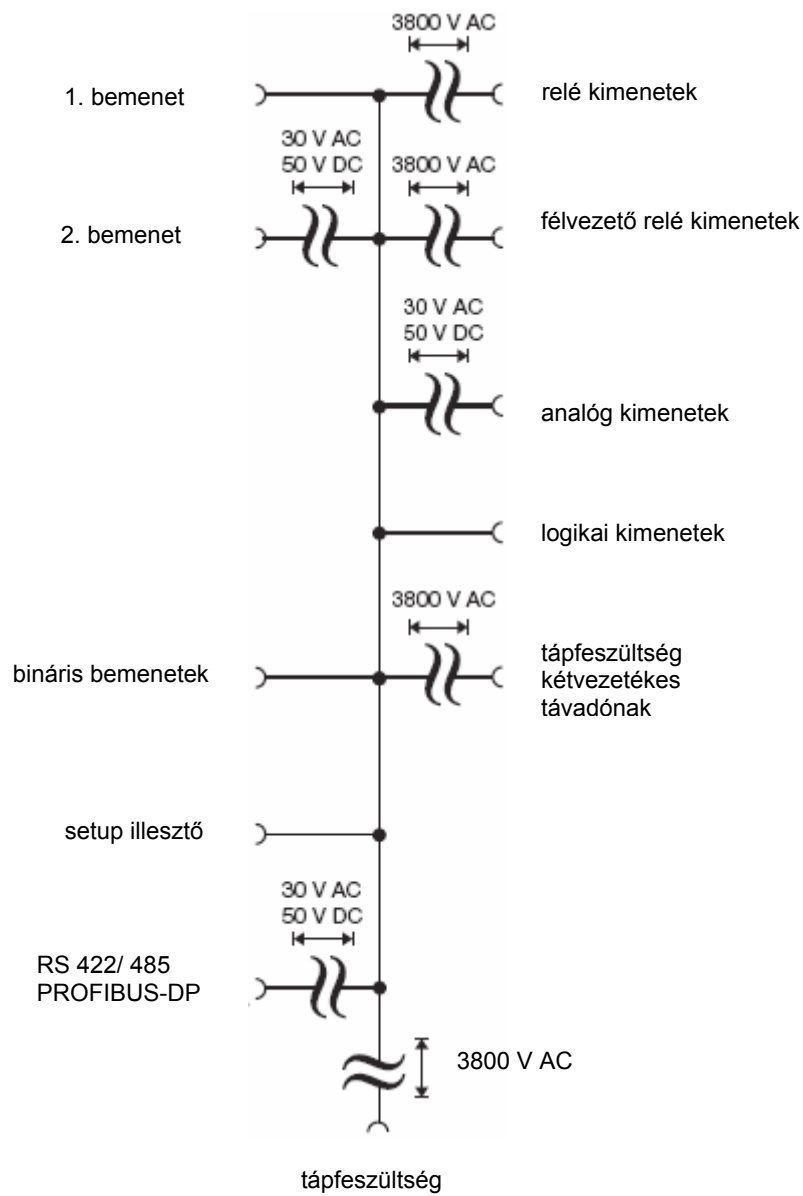 3800 V AC
1. bemenet
relé kimenetek
30 V AC
50 V DC
3800 V AC
2. bemenet
félvezető relé kimenetek
30 V AC
50 V DC
analóg kimenetek
logikai kimenetek
3800 V AC
bináris bemenetek
tápfeszültség
kétvezetékes
távadónak
setup illesztő
30 V AC
50 V DC
RS 422/ 485
PROFIBUS-DP
3800 V AC
tápfeszültség